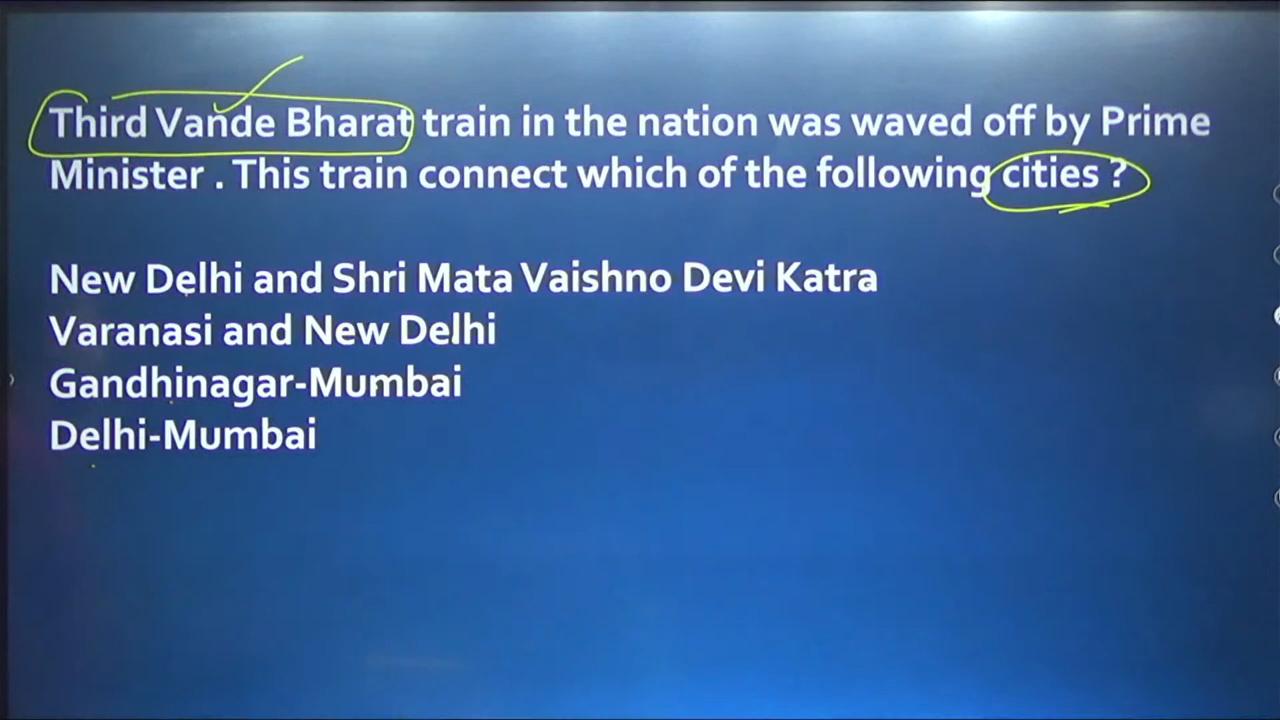 Third Vande Bharat train in the nation was waved off by Prime
Minister . This train connect which of the following cities ?
New Delhi and Shri Mata Vaishno Devi Katra
Varanasi and New Delhi
Gandhinagar-Mumbai
Delhi-Mumbai